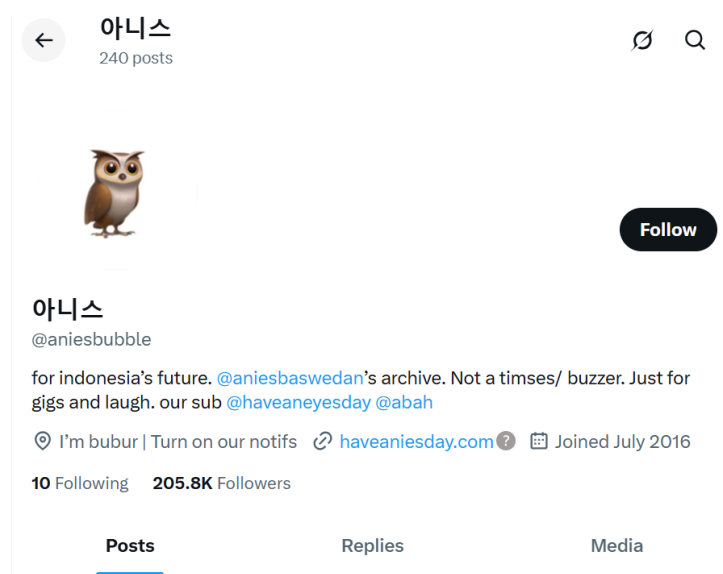 아니스
240 posts
Follow
아니스
@aniesbubble
for indonesia's future. @aniesbaswedan's archive. Not a timses/ buzzer. Just for
gigs and laugh. our sub @haveaneyesday @abah
I'm bubur | Turn on our notifs haveaniesday.com ? Joined July 2016
10 Following 205.8K Followers
Posts Replies Media